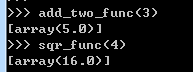 >>> add_two_func(3)
[array(5.0)]
>>> sqr_func(4)
[array(16.0)]